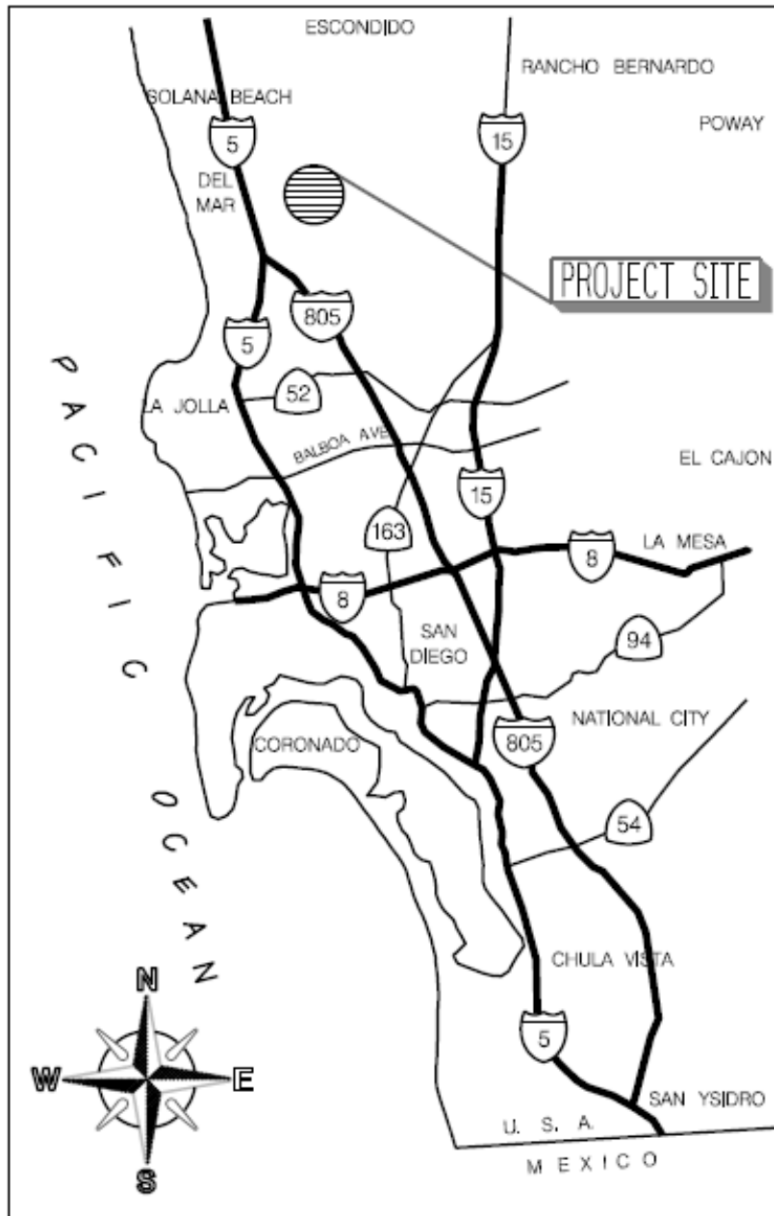 ESCONDIDO
RANCHO BERNARDO
SOLANA BEACH
POWAY
5
15
DEL
MAR
PROJECT SITE
805
5
52
LA JOLLA
BALBOA AVE
EL CAJON
15
163
PACIFIC OCEAN
LA MESA
8
8
SAN
DIEGO
94
NATIONAL CITY
CORONADO
805
54
CHULA VISTA
N
W
E
S
5
SAN YSIDRO
U. S. A.
MEXICO